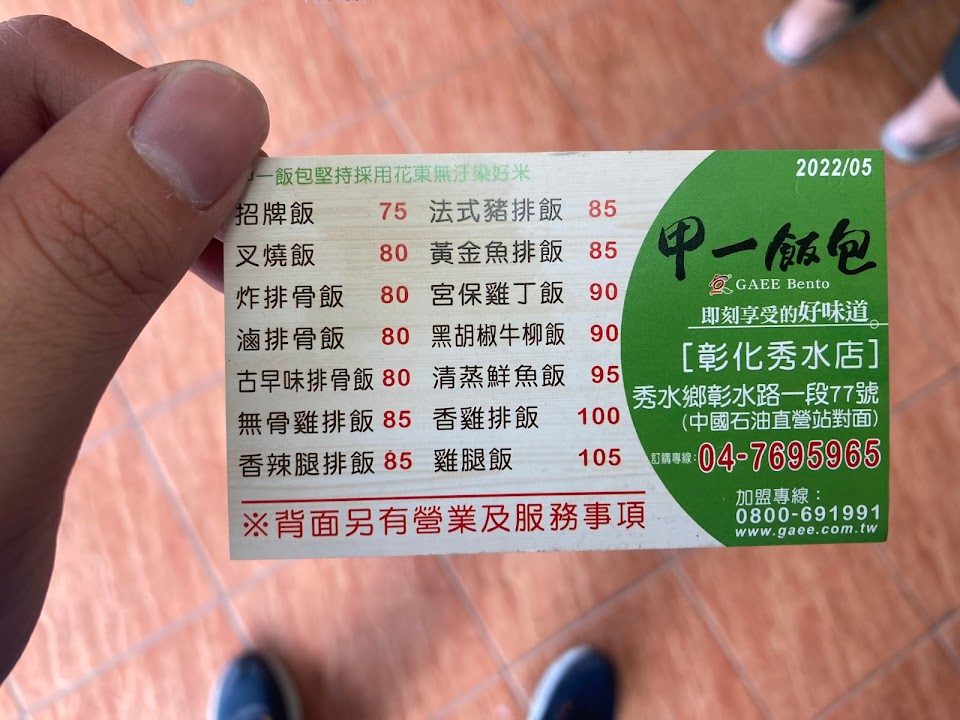 一飯包堅持採用花東無汙染好米
招牌飯 75
叉燒飯 80
炸排骨飯 80
滷排骨飯 80
古早味排骨飯 80
無骨雞排飯 85
香辣腿排飯 85
法式豬排飯 85
黃金魚排飯 85
宮保雞丁飯 90
黑胡椒牛柳飯 90
清蒸鮮魚飯 95
香雞排飯 100
雞腿飯 105
※背面另有營業及服務事項
2022/05
甲一飯包
GAEE Bento
即刻享受的好味道。
[彰化秀水店]
秀水鄉彰水路一段77號
(中國石油直營站對面)
訂購專線:04-7695965
加盟專線:
0800-691991
www.gaee.com.tw